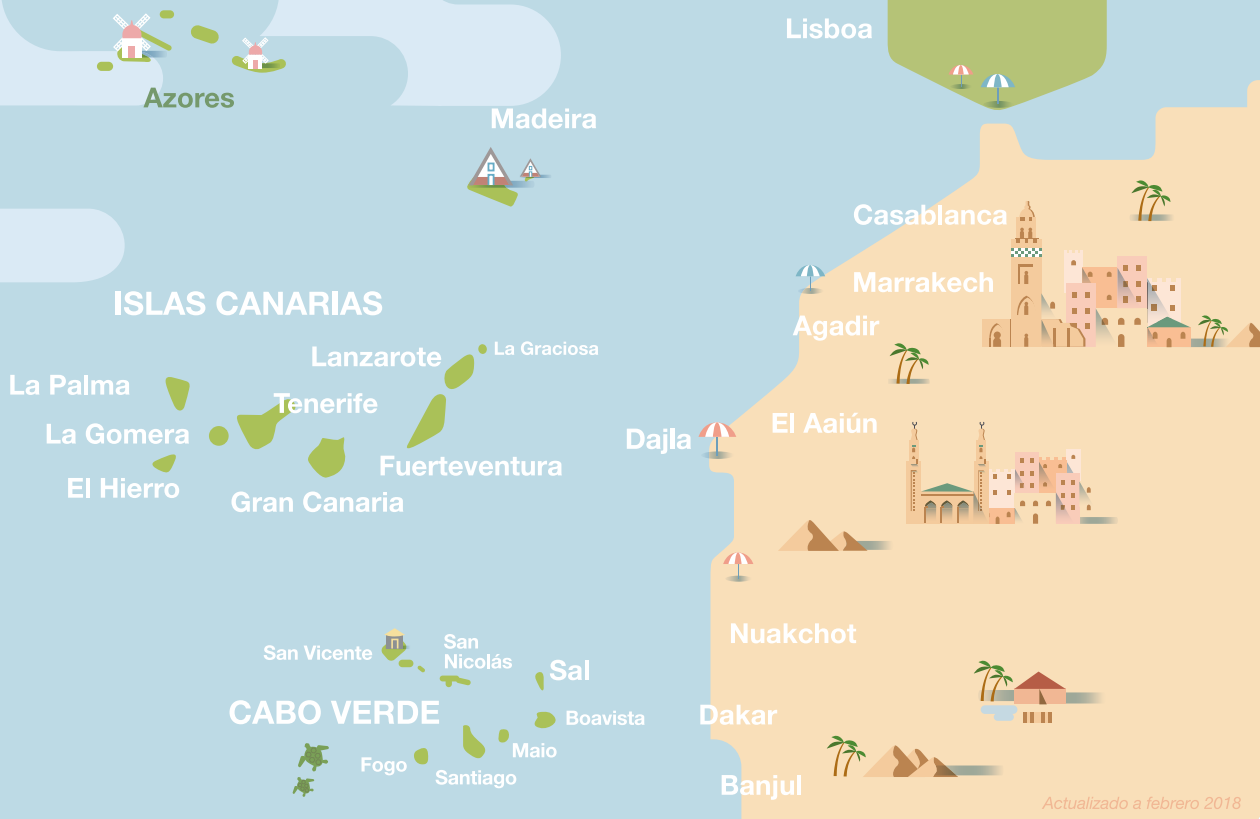 Lisboa
Azores
Madeira
Casablanca
Marrakech
ISLAS CANARIAS
Agadir
La Graciosa
Lanzarote
La Palma
Tenerife
El Aaiún
La Gomera
Dajla
Fuerteventura
El Hierro
Gran Canaria
Nuakchot
San
Nicolás
San Vicente
Sal
CABO VERDE
Boavista
Dakar
Maio
Fogo
Santiago
Banjul
Actualizado a febrero 2018